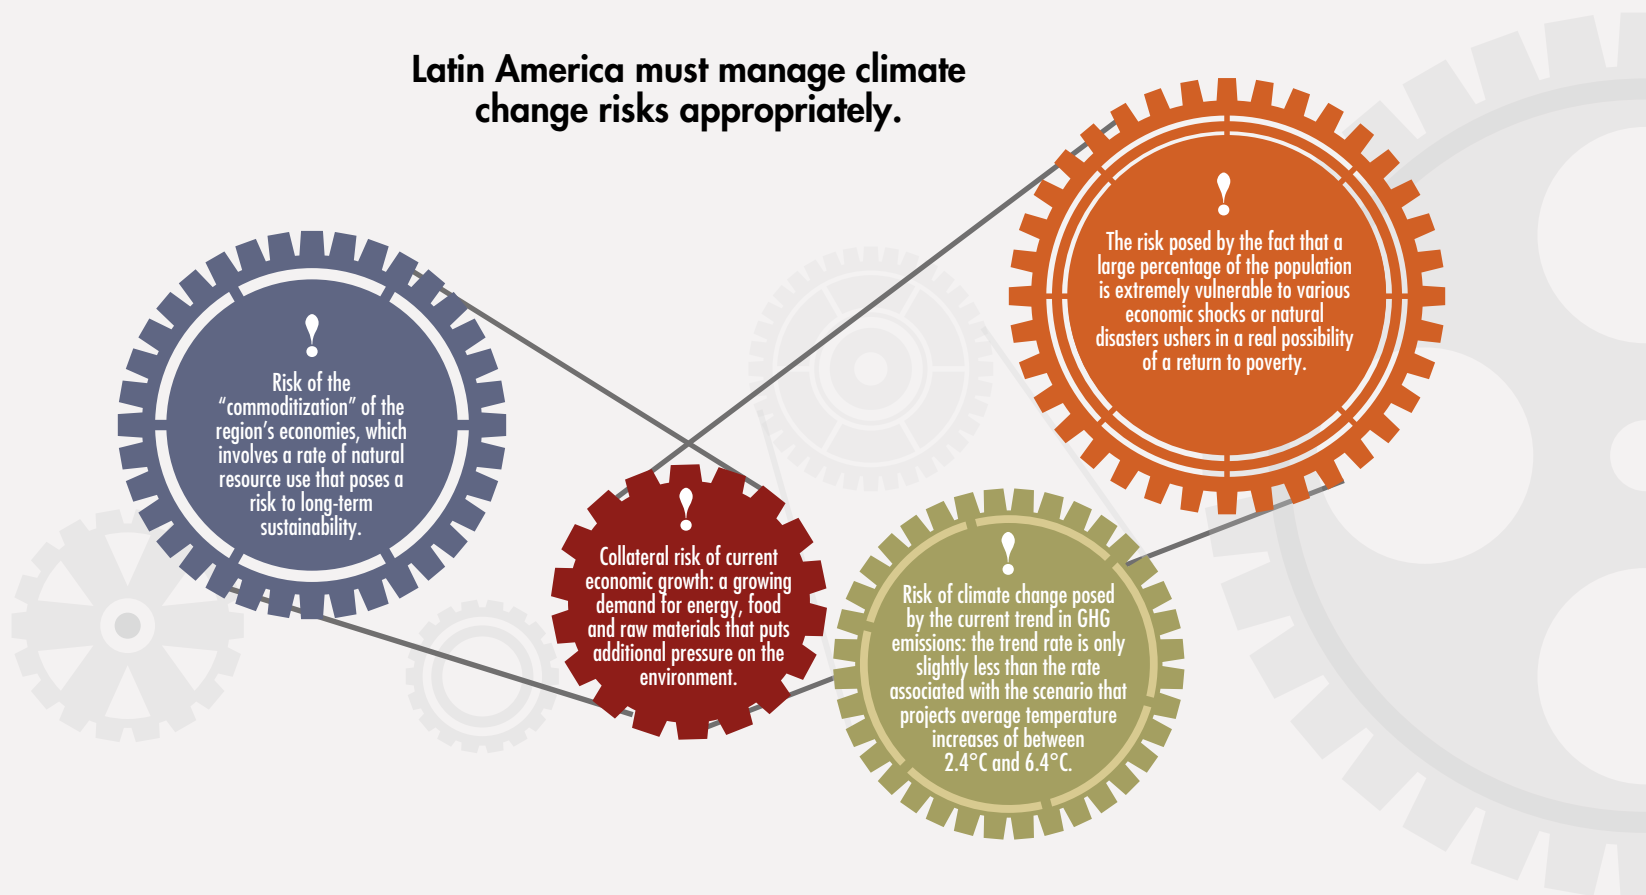 Latin America must manage climate
change risks appropriately.
!
Risk of the
“commoditization” of the
region’s economies, which
involves a rate of natural
resource use that poses a
risk to long-term
sustainability.
!
Collateral risk of current
economic growth: a growing
demand for energy, food
and raw materials that puts
additional pressure on the
environment.
!
Risk of climate change posed
by the current trend in GHG
emissions: the trend rate is only
slightly less than the rate
associated with the scenario that
projects average temperature
increases of between
2.4°C and 6.4°C.
!
The risk posed by the fact that a
large percentage of the population
is extremely vulnerable to various
economic shocks or natural
disasters ushers in a real possibility
of a return to poverty.